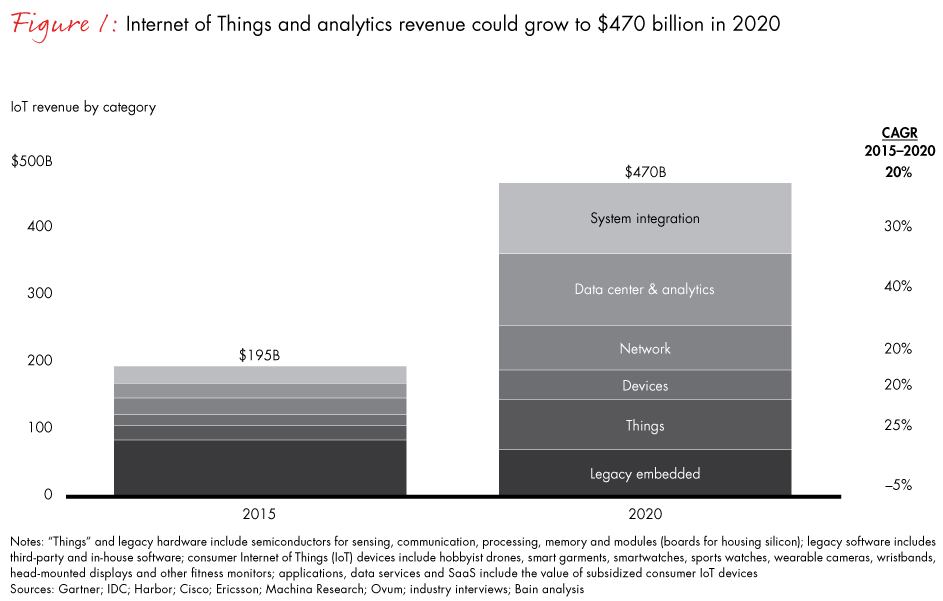 Figure 1: Internet of Things and analytics revenue could grow to $470 billion in 2020
IoT revenue by category
CAGR
2015–2020
$500B
$470B
20%
400
System integration
30%
300
Data center & analytics
40%
200
$195B
Network
20%
Devices
20%
100
Things
25%
Legacy embedded
–5%
0
2015
2020
Notes: “Things” and legacy hardware include semiconductors for sensing, communication, processing, memory and modules (boards for housing silicon); legacy software includes
third-party and in-house software; consumer Internet of Things (IoT) devices include hobbyist drones, smart garments, smartwatches, sports watches, wearable cameras, wristbands,
head-mounted displays and other fitness monitors; applications, data services and SaaS include the value of subsidized consumer IoT devices
Sources: Gartner; IDC; Harbor; Cisco; Ericsson; Machina Research; Ovum; industry interviews; Bain analysis